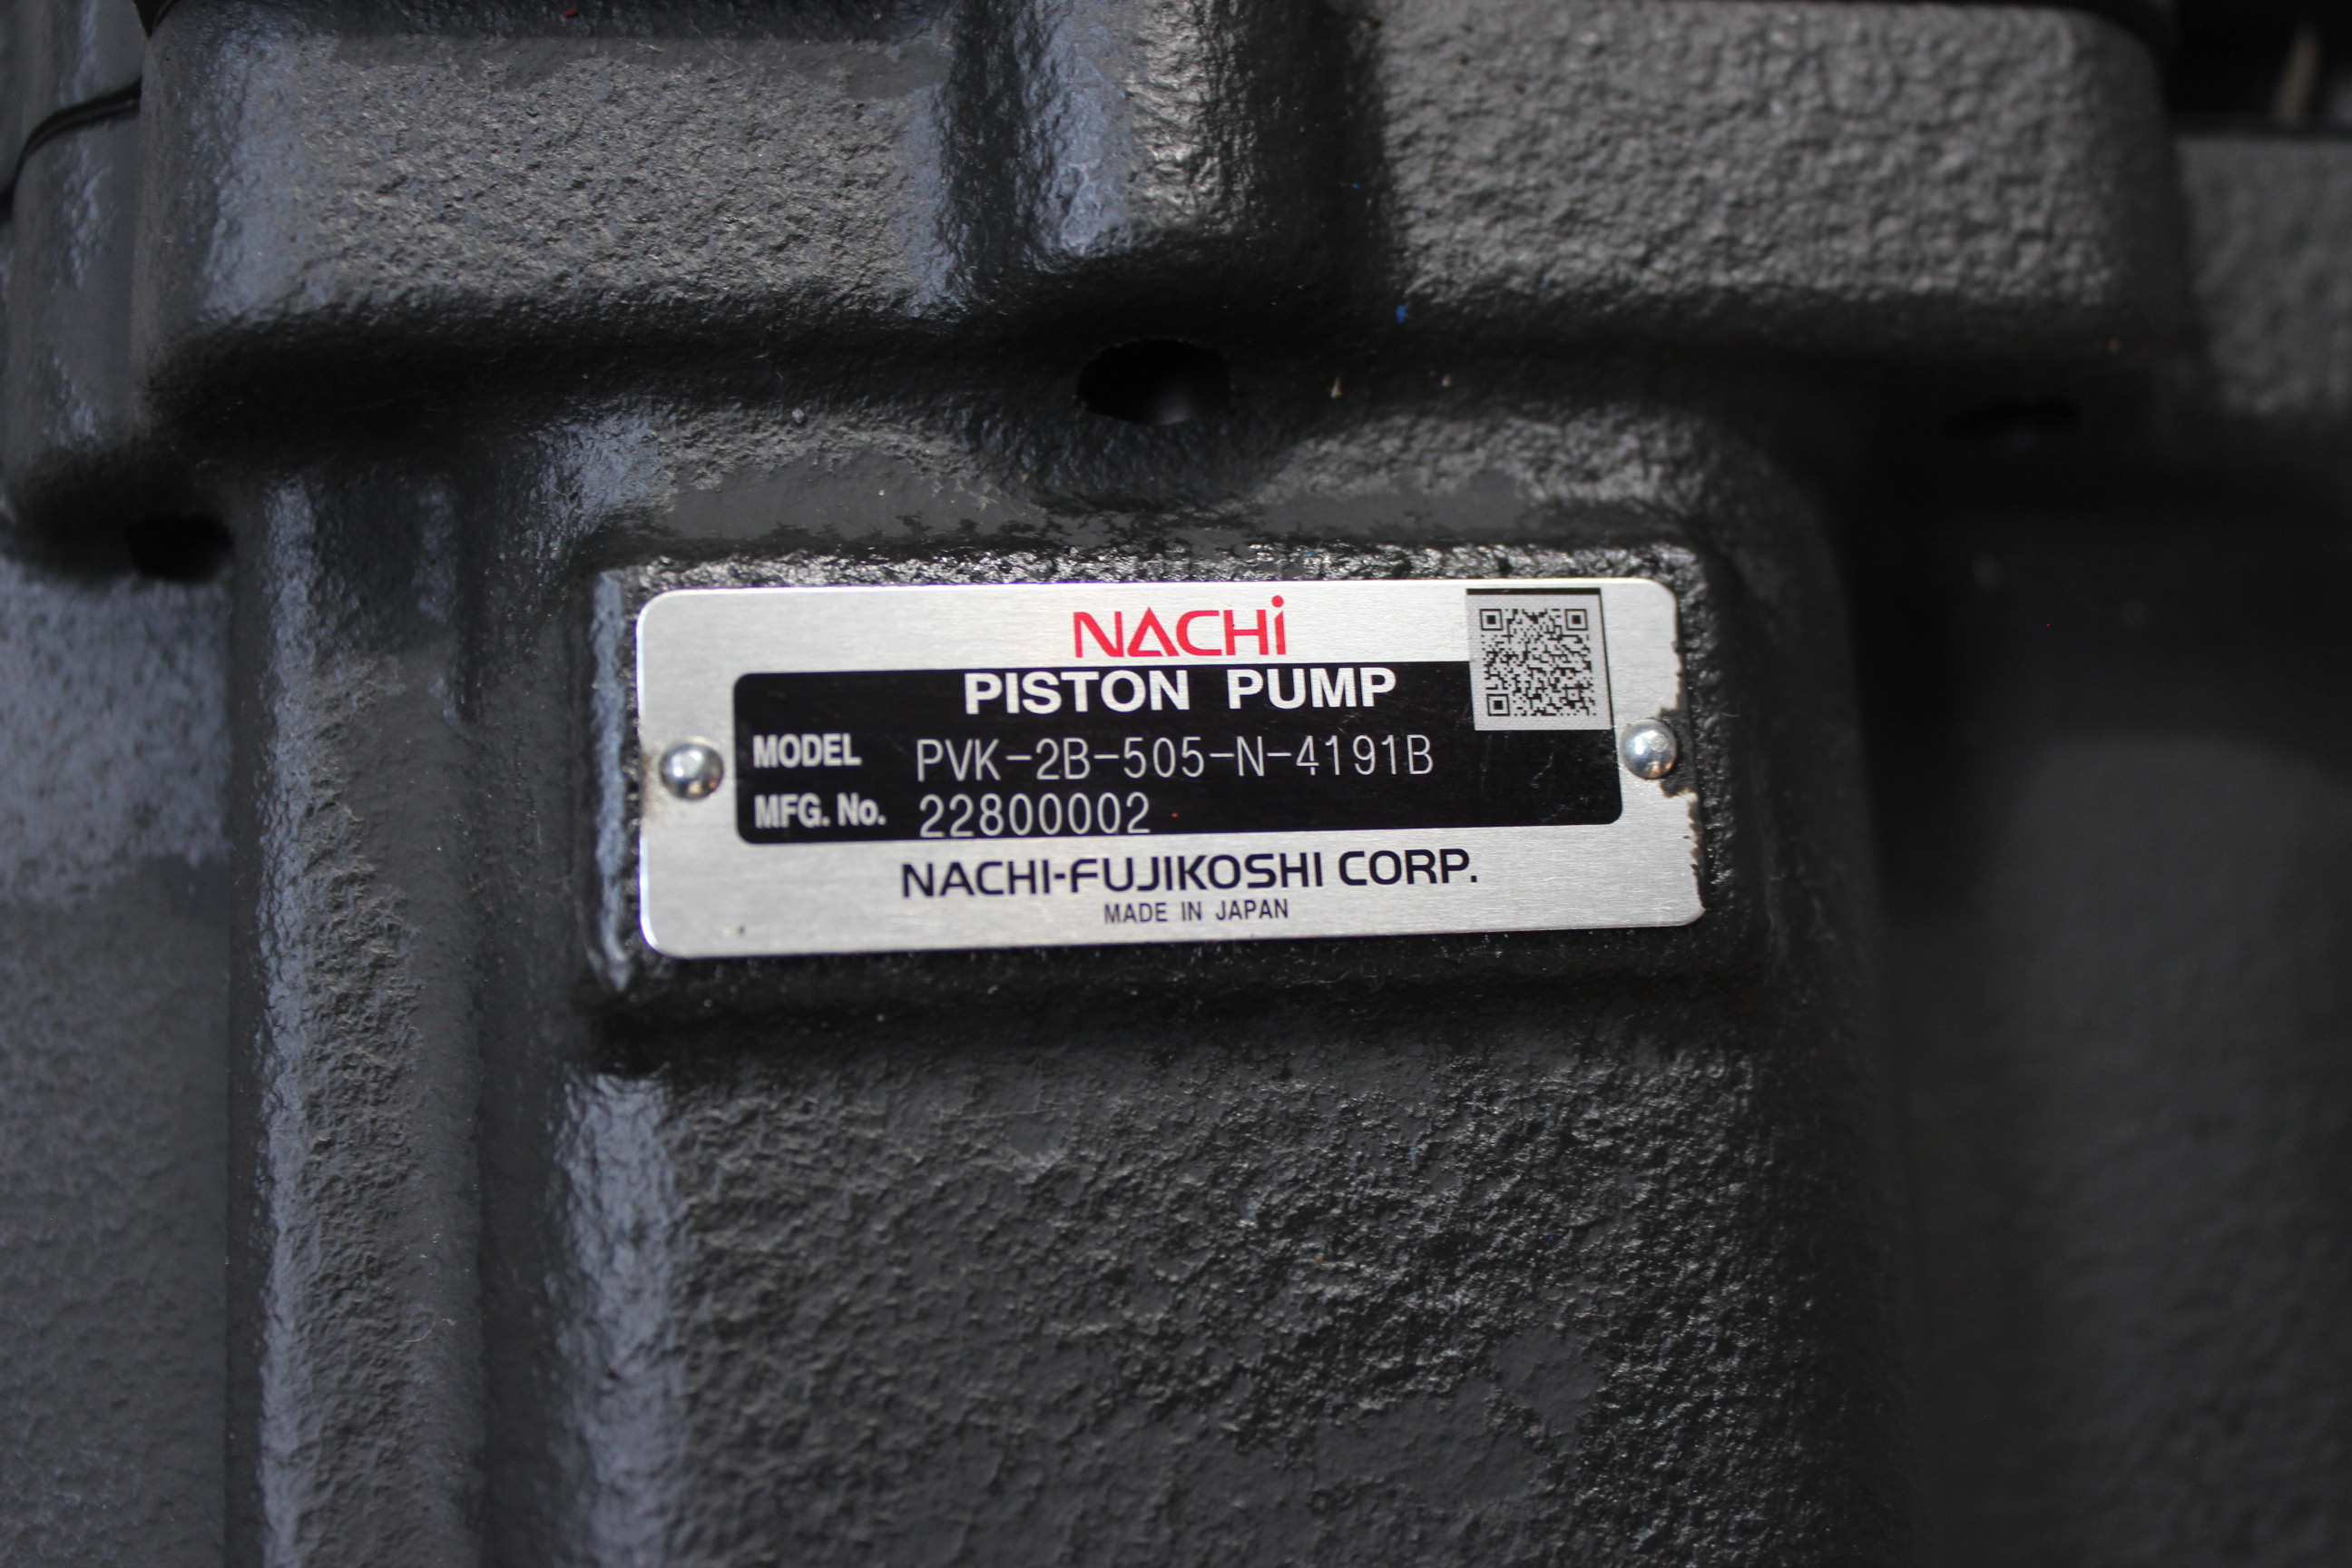 NACHi
PISTON PUMP
MODEL PVK-2B-505-N-4191B
MFG. No. 22800002
NACHI-FUJIKOSHI CORP.
MADE IN JAPAN